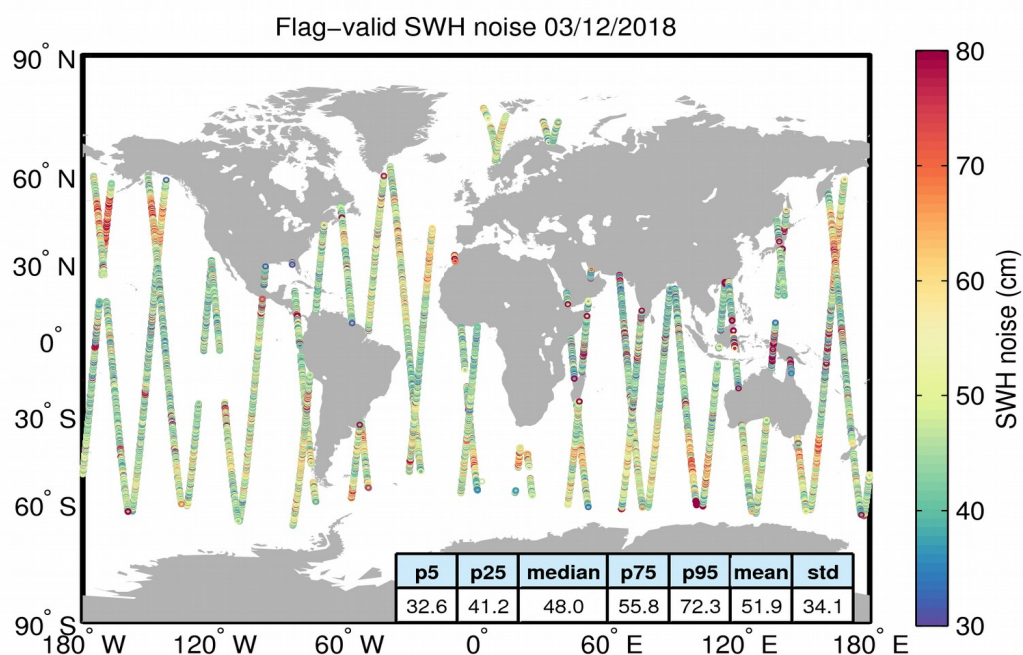 Flag−valid SWH noise 03/12/2018
90° N
60° N
30° N
0°
30° S
60° S
90° S
180° W 120° W 60° W 0° 60° E 120° E 180° E
80
70
60
50
40
30
SWH noise (cm)
p5 p25 median p75 p95 mean std
32.6 41.2 48.0 55.8 72.3 51.9 34.1